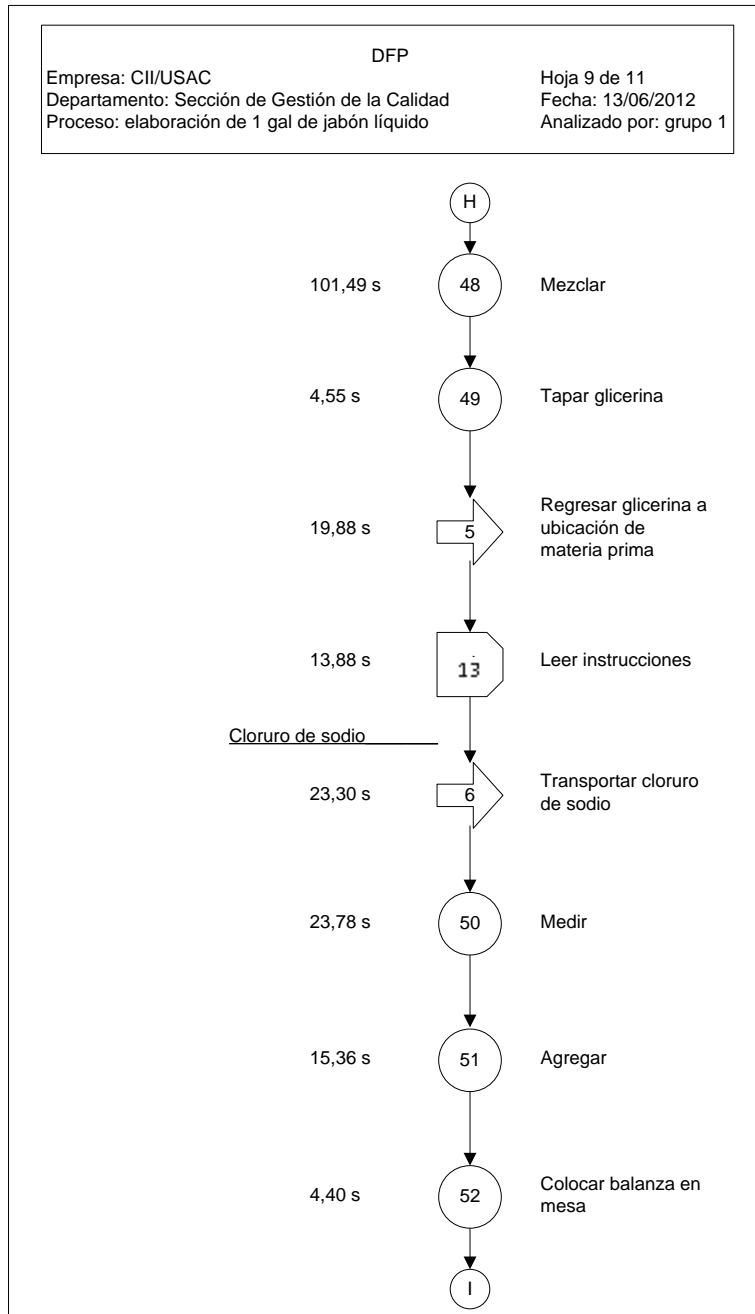 DFP
Empresa: CII/USAC
Hoja 9 de 11
Departamento: Sección de Gestión de la Calidad
Fecha: 13/06/2012
Proceso: elaboración de 1 gal de jabón líquido
Analizado por: grupo 1
H
101,49 s
48
Mezclar
4,55 s
49
Tapar glicerina
19,88 s
5
Regresar glicerina a
ubicación de
materia prima
13,88 s
13
Leer instrucciones
Cloruro de sodio
23,30 s
6
Transportar cloruro
de sodio
23,78 s
50
Medir
15,36 s
51
Agregar
4,40 s
52
Colocar balanza en
mesa
I